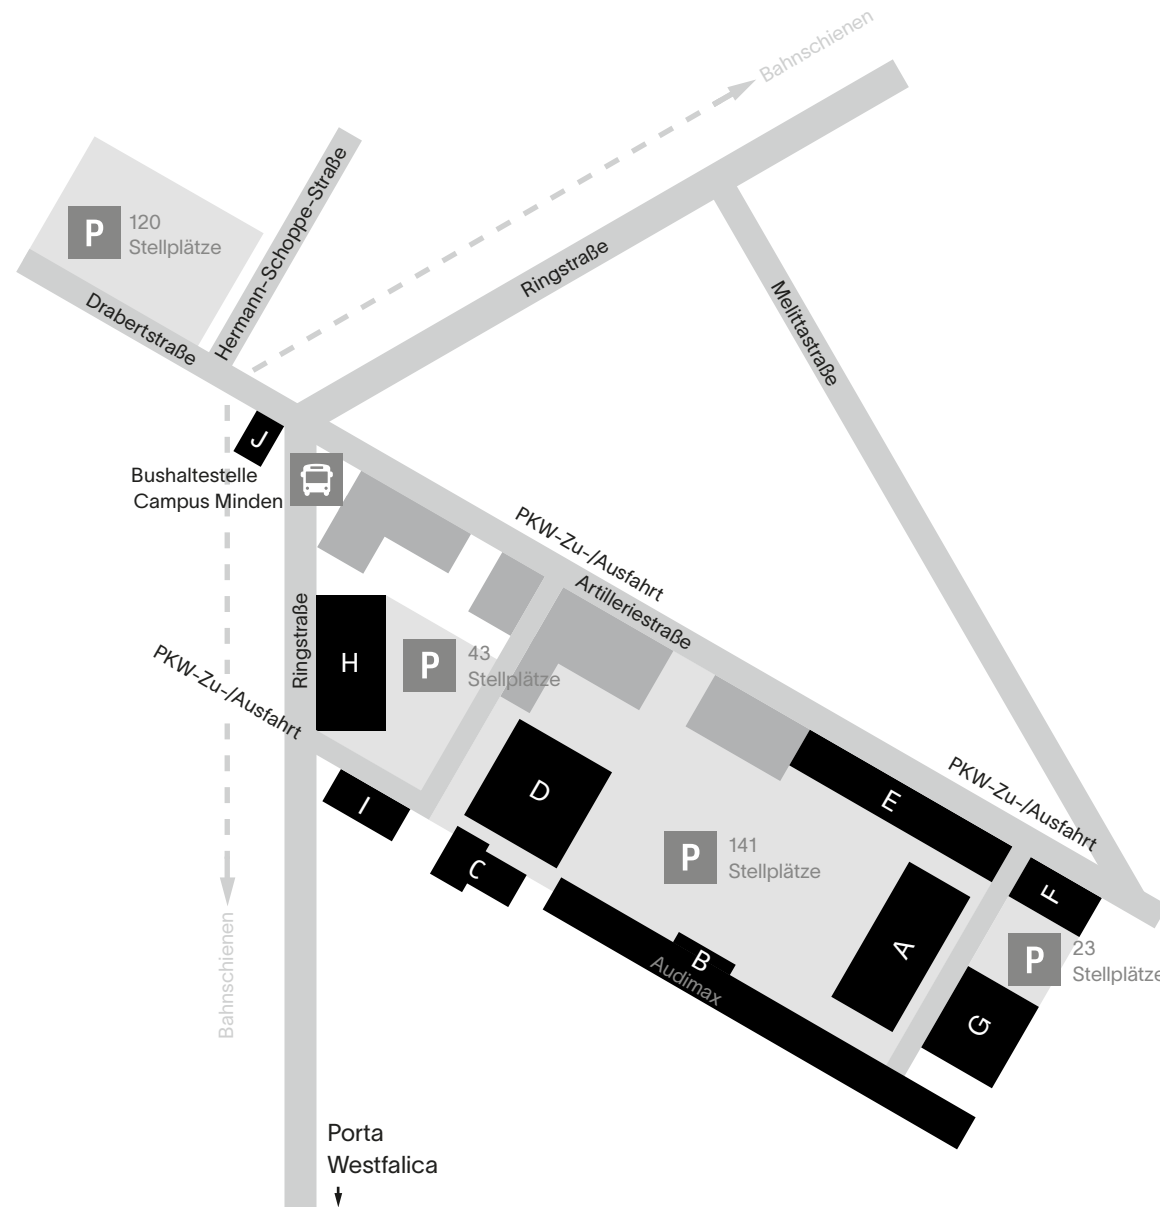 Bahnschienen
Hermann-Schoppe-Straße
P
120
Stellplätze
Ringstraße
Drabertstraße
Melittastraße
J
Bushaltestelle
Campus Minden
PKW-Zu-/Ausfahrt
Artilleriestraße
Ringstraße
H
P
43
Stellplätze
PKW-Zu-/Ausfahrt
I
D
E
PKW-Zu-/Ausfahrt
P
141
Stellplätze
C
F
A
B
Audimax
P
23
Stellplätze
G
Bahnschienen
Porta
Westfalica